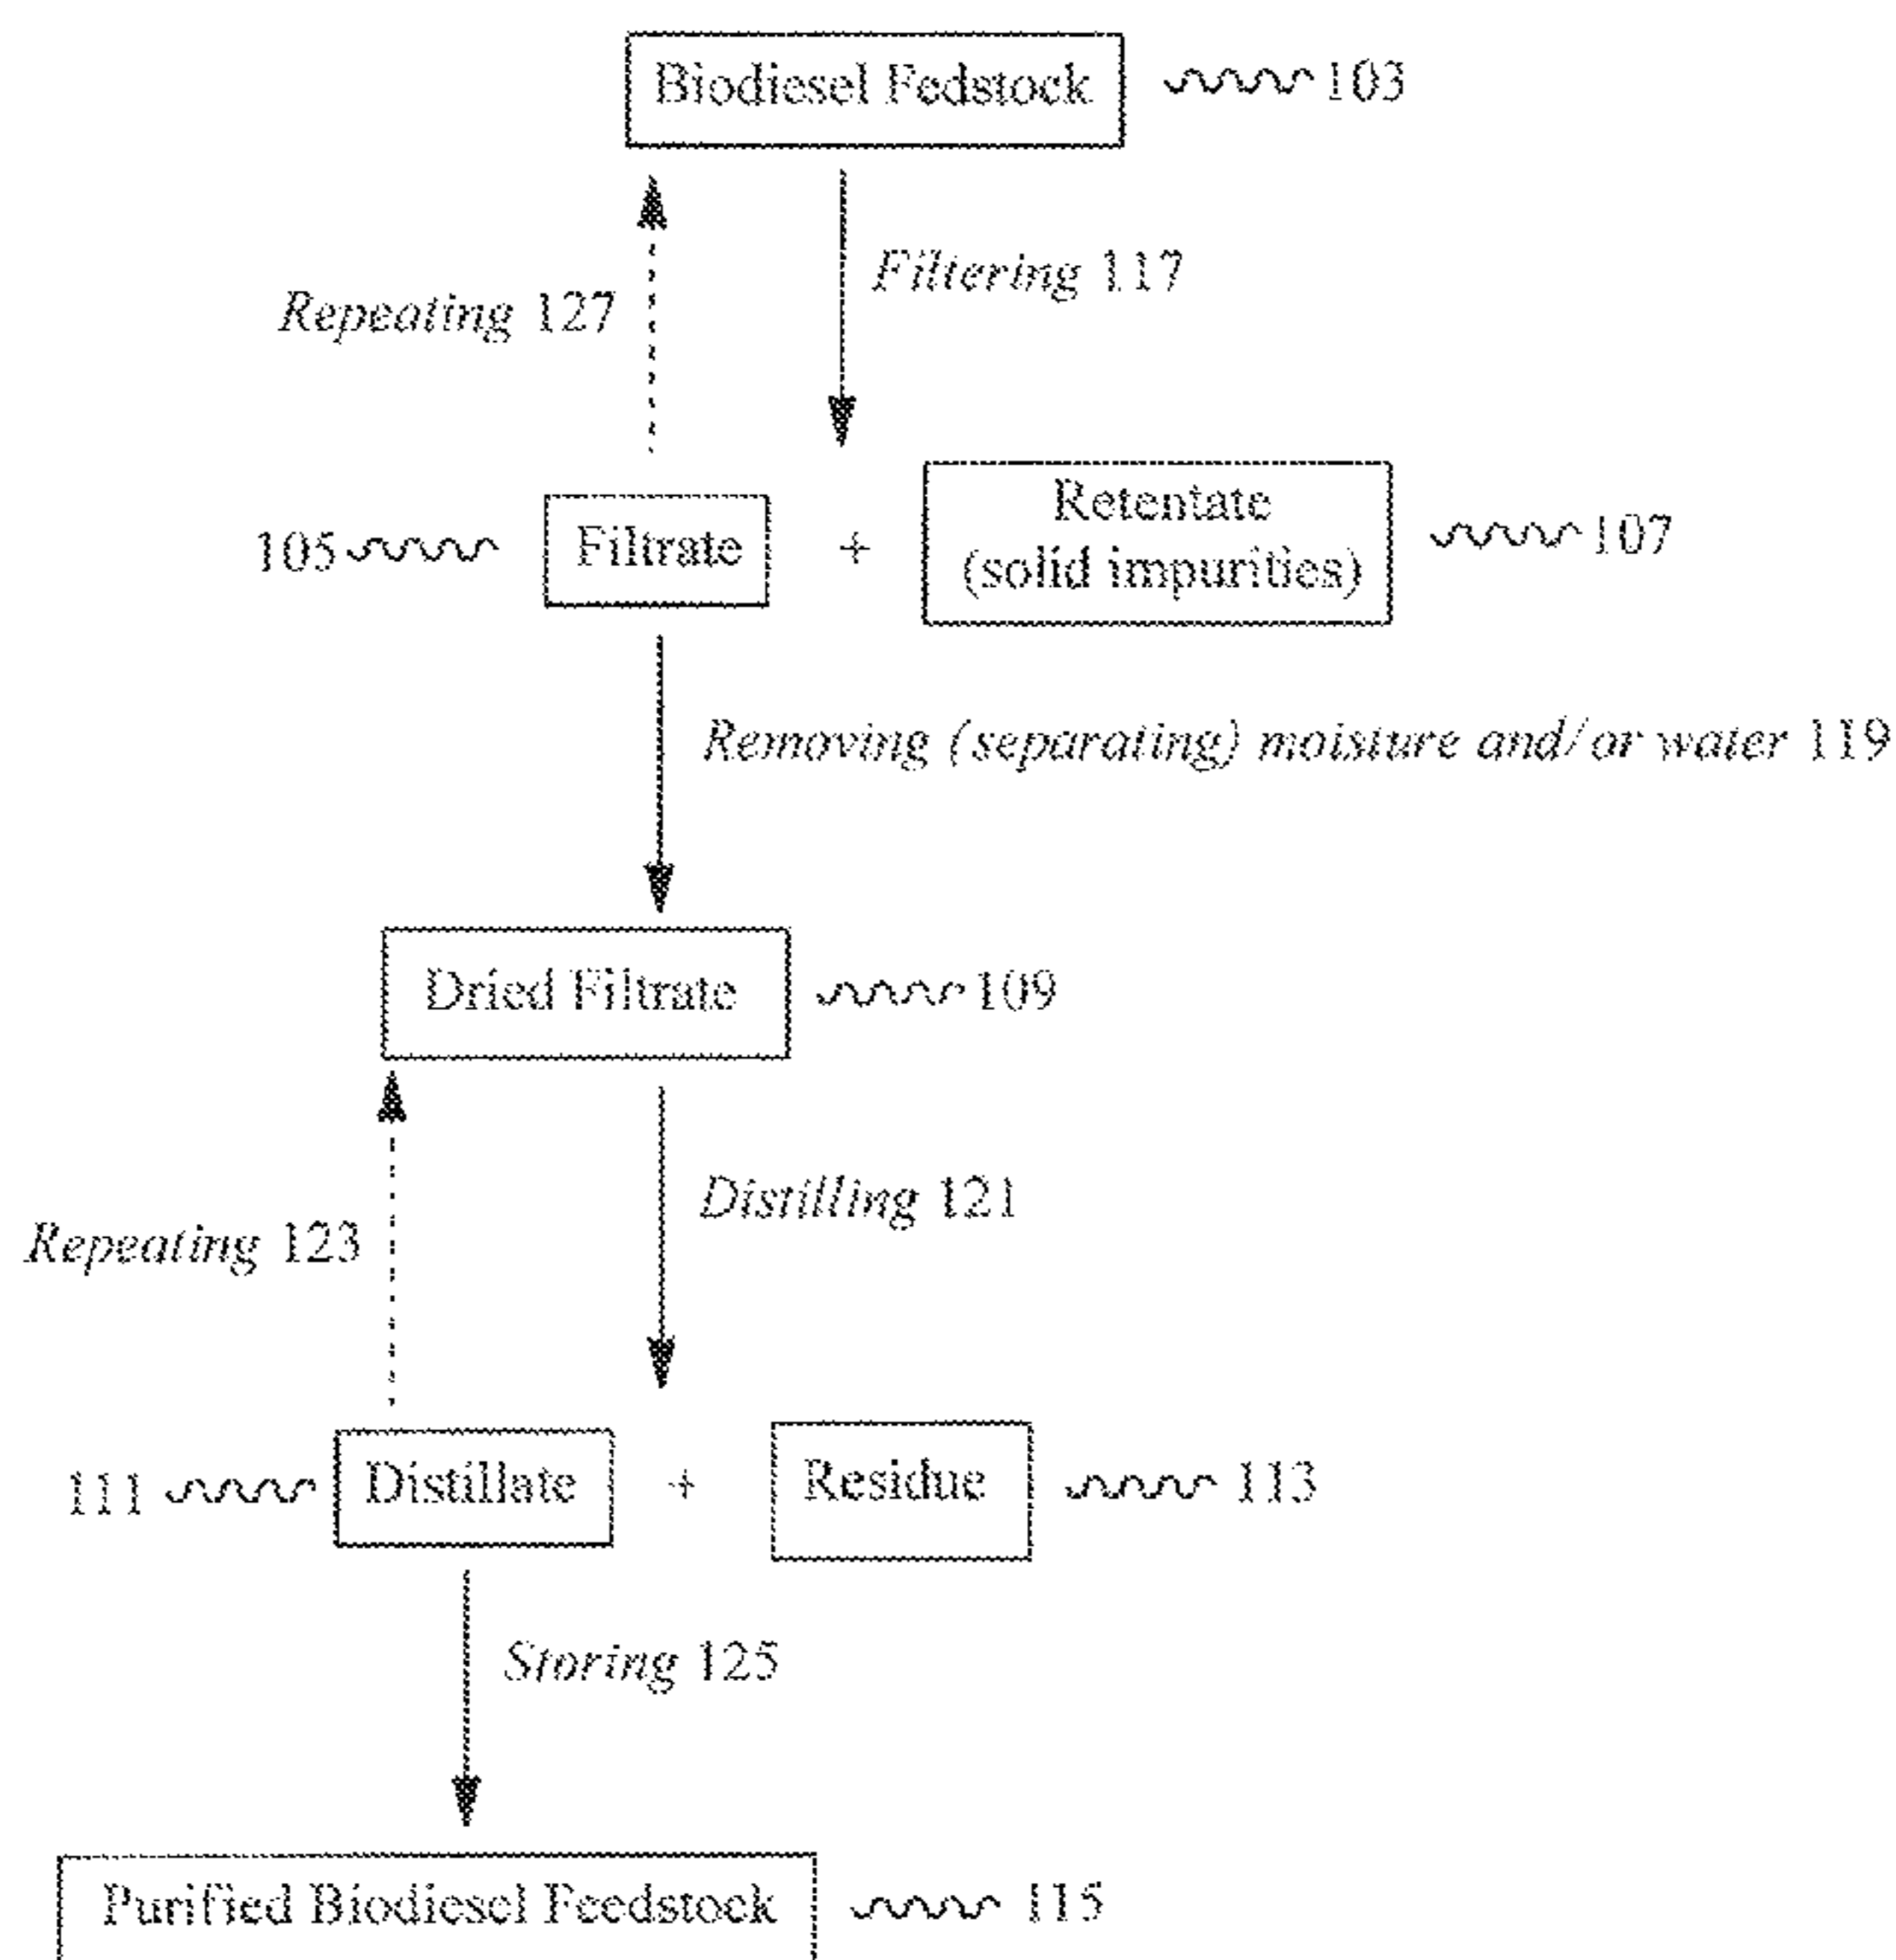 Biodiesel Fedstock 103
Repeating 127
Filtering 117
105 Filtrate + Retentate (solid impurities) 107
Removing (separating) moisture and/or water 119
Dried Filtrate 109
Repeating 123
Distilling 121
111 Distillate + Residue 113
Storing 125
Purified Biodiesel Feedstock 115